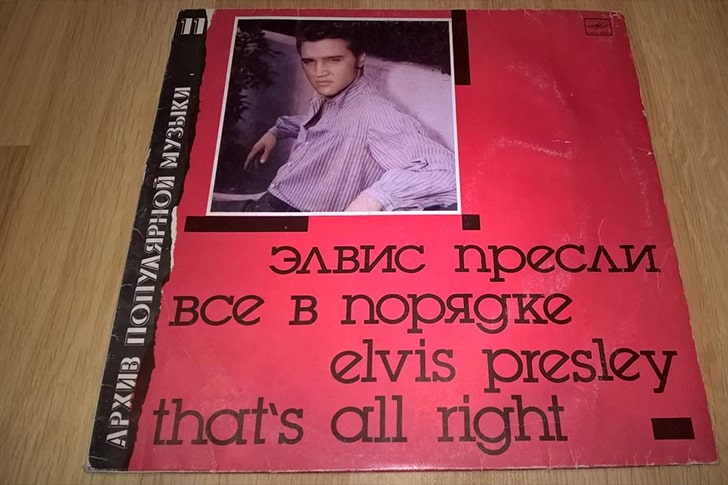 11
АРХИВ ПОПУЛЯРНОЙ МУЗЫКИ
элвис пресли
все в порядке
elvis presley
that's all right